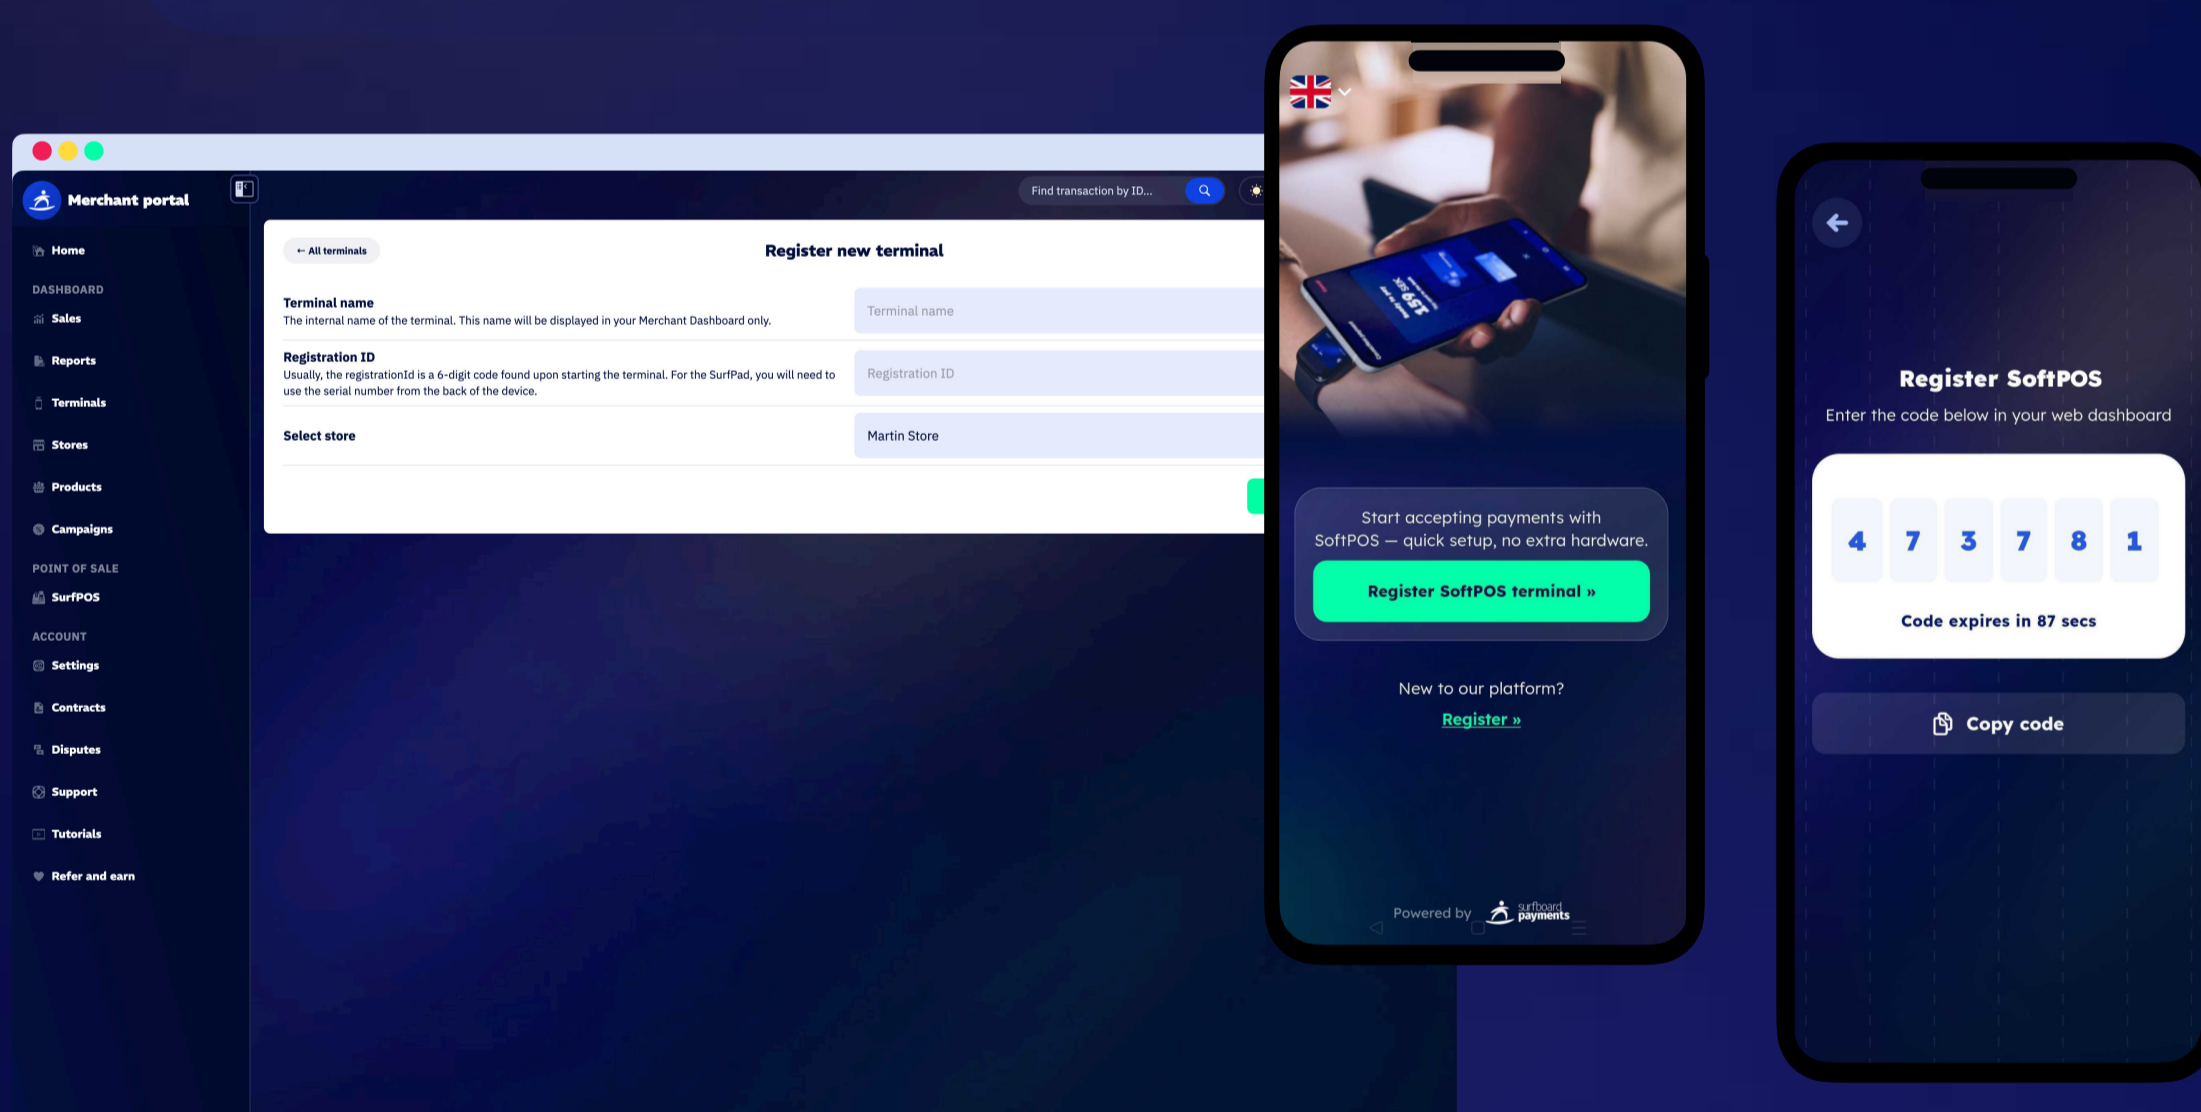 Merchant portal
Find transaction by ID...
Home
DASHBOARD
Sales
Reports
Terminals
Stores
Products
Campaigns
POINT OF SALE
SurfPOS
ACCOUNT
Settings
Contracts
Disputes
Support
Tutorials
Refer and earn
← All terminals
Register new terminal
Terminal name
The internal name of the terminal. This name will be displayed in your Merchant Dashboard only.
Terminal name
Registration ID
Usually, the registrationId is a 6-digit code found upon starting the terminal. For the SurfPad, you will need to
use the serial number from the back of the device.
Registration ID
Select store
Martin Store
159 SEK
Start accepting payments with
SoftPOS — quick setup, no extra hardware.
Register SoftPOS terminal »
New to our platform?
Register »
Powered by surfboard
payments
Register SoftPOS
Enter the code below in your web dashboard
4 7 3 7 8 1
Code expires in 87 secs
Copy code